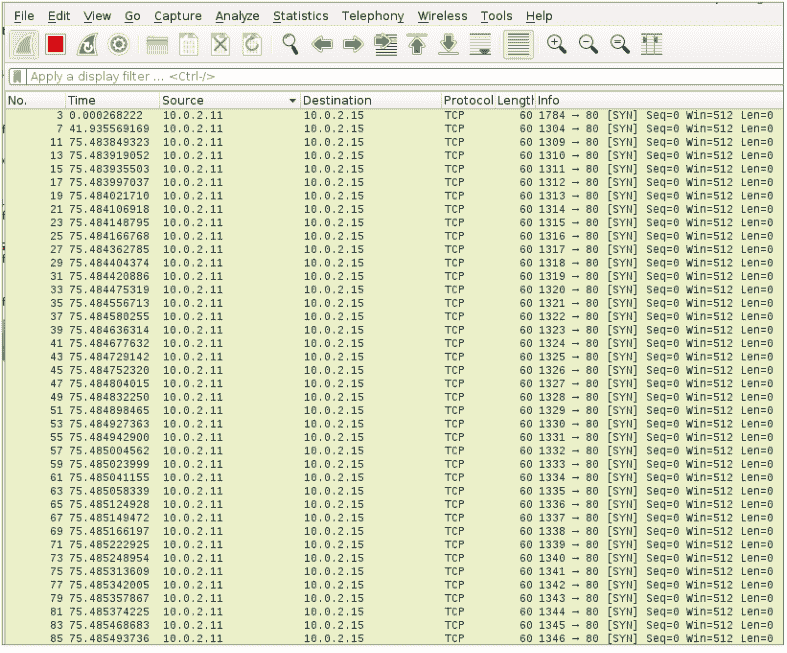 File Edit View Go Capture Analyze Statistics Telephony Wireless Tools Help
Apply a display filter ... <Ctrl-/>
No. Time Source Destination Protocol Lengtl Info
3 0.000268222 10.0.2.11 10.0.2.15 TCP 60 1784 → 80 [SYN] Seq=0 Win=512 Len=0
7 41.935569169 10.0.2.11 10.0.2.15 TCP 60 1304 → 80 [SYN] Seq=0 Win=512 Len=0
11 75.483849323 10.0.2.11 10.0.2.15 TCP 60 1309 → 80 [SYN] Seq=0 Win=512 Len=0
13 75.483919052 10.0.2.11 10.0.2.15 TCP 60 1310 → 80 [SYN] Seq=0 Win=512 Len=0
15 75.483935503 10.0.2.11 10.0.2.15 TCP 60 1311 → 80 [SYN] Seq=0 Win=512 Len=0
17 75.483997037 10.0.2.11 10.0.2.15 TCP 60 1312 → 80 [SYN] Seq=0 Win=512 Len=0
19 75.484021710 10.0.2.11 10.0.2.15 TCP 60 1313 → 80 [SYN] Seq=0 Win=512 Len=0
21 75.484106918 10.0.2.11 10.0.2.15 TCP 60 1314 → 80 [SYN] Seq=0 Win=512 Len=0
23 75.484148795 10.0.2.11 10.0.2.15 TCP 60 1315 → 80 [SYN] Seq=0 Win=512 Len=0
25 75.484166768 10.0.2.11 10.0.2.15 TCP 60 1316 → 80 [SYN] Seq=0 Win=512 Len=0
27 75.484362785 10.0.2.11 10.0.2.15 TCP 60 1317 → 80 [SYN] Seq=0 Win=512 Len=0
29 75.484404374 10.0.2.11 10.0.2.15 TCP 60 1318 → 80 [SYN] Seq=0 Win=512 Len=0
31 75.484420886 10.0.2.11 10.0.2.15 TCP 60 1319 → 80 [SYN] Seq=0 Win=512 Len=0
33 75.484475319 10.0.2.11 10.0.2.15 TCP 60 1320 → 80 [SYN] Seq=0 Win=512 Len=0
35 75.484556713 10.0.2.11 10.0.2.15 TCP 60 1321 → 80 [SYN] Seq=0 Win=512 Len=0
37 75.484580255 10.0.2.11 10.0.2.15 TCP 60 1322 → 80 [SYN] Seq=0 Win=512 Len=0
39 75.484636314 10.0.2.11 10.0.2.15 TCP 60 1323 → 80 [SYN] Seq=0 Win=512 Len=0
41 75.484677632 10.0.2.11 10.0.2.15 TCP 60 1324 → 80 [SYN] Seq=0 Win=512 Len=0
43 75.484729142 10.0.2.11 10.0.2.15 TCP 60 1325 → 80 [SYN] Seq=0 Win=512 Len=0
45 75.484752320 10.0.2.11 10.0.2.15 TCP 60 1326 → 80 [SYN] Seq=0 Win=512 Len=0
47 75.484804015 10.0.2.11 10.0.2.15 TCP 60 1327 → 80 [SYN] Seq=0 Win=512 Len=0
49 75.484832250 10.0.2.11 10.0.2.15 TCP 60 1328 → 80 [SYN] Seq=0 Win=512 Len=0
51 75.484898465 10.0.2.11 10.0.2.15 TCP 60 1329 → 80 [SYN] Seq=0 Win=512 Len=0
53 75.484927363 10.0.2.11 10.0.2.15 TCP 60 1330 → 80 [SYN] Seq=0 Win=512 Len=0
55 75.484942900 10.0.2.11 10.0.2.15 TCP 60 1331 → 80 [SYN] Seq=0 Win=512 Len=0
57 75.485004562 10.0.2.11 10.0.2.15 TCP 60 1332 → 80 [SYN] Seq=0 Win=512 Len=0
59 75.485023999 10.0.2.11 10.0.2.15 TCP 60 1333 → 80 [SYN] Seq=0 Win=512 Len=0
61 75.485041155 10.0.2.11 10.0.2.15 TCP 60 1334 → 80 [SYN] Seq=0 Win=512 Len=0
63 75.485058339 10.0.2.11 10.0.2.15 TCP 60 1335 → 80 [SYN] Seq=0 Win=512 Len=0
65 75.485124928 10.0.2.11 10.0.2.15 TCP 60 1336 → 80 [SYN] Seq=0 Win=512 Len=0
67 75.485149472 10.0.2.11 10.0.2.15 TCP 60 1337 → 80 [SYN] Seq=0 Win=512 Len=0
69 75.485166197 10.0.2.11 10.0.2.15 TCP 60 1338 → 80 [SYN] Seq=0 Win=512 Len=0
71 75.485222925 10.0.2.11 10.0.2.15 TCP 60 1339 → 80 [SYN] Seq=0 Win=512 Len=0
73 75.485248954 10.0.2.11 10.0.2.15 TCP 60 1340 → 80 [SYN] Seq=0 Win=512 Len=0
75 75.485313609 10.0.2.11 10.0.2.15 TCP 60 1341 → 80 [SYN] Seq=0 Win=512 Len=0
77 75.485342005 10.0.2.11 10.0.2.15 TCP 60 1342 → 80 [SYN] Seq=0 Win=512 Len=0
79 75.485357867 10.0.2.11 10.0.2.15 TCP 60 1343 → 80 [SYN] Seq=0 Win=512 Len=0
81 75.485374225 10.0.2.11 10.0.2.15 TCP 60 1344 → 80 [SYN] Seq=0 Win=512 Len=0
83 75.485468683 10.0.2.11 10.0.2.15 TCP 60 1345 → 80 [SYN] Seq=0 Win=512 Len=0
85 75.485493736 10.0.2.11 10.0.2.15 TCP 60 1346 → 80 [SYN] Seq=0 Win=512 Len=0